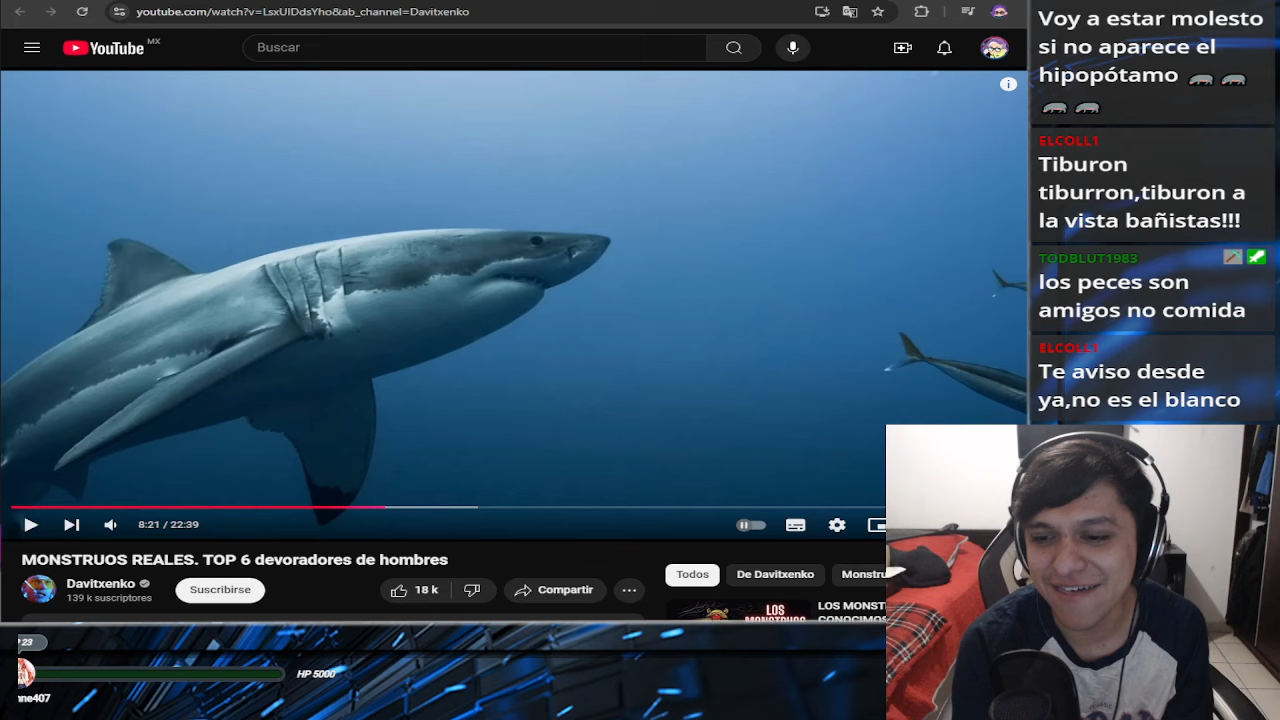 youtube.com/watch?v=LsxUIDdsYho&ab_channel=Davitxenko
YouTube MX
Buscar
8:21 / 22:39
MONSTRUOS REALES. TOP 6 devoradores de hombres
Davitxenko
139 k suscriptores
Suscribirse
18 k
Compartir
Todos
De Davitxenko
Monstru
LOS
MONSTRUOS
LOS MONST
CONOCIMOS
23
HP 5000
ne407
Voy a estar molesto
si no aparece el
hipopótamo
ELCOLL1
Tiburon
tiburron,tiburon a
la vista bañistas!!!
TODBLUT1983
los peces son
amigos no comida
ELCOLL1
Te aviso desde
ya,no es el blanco